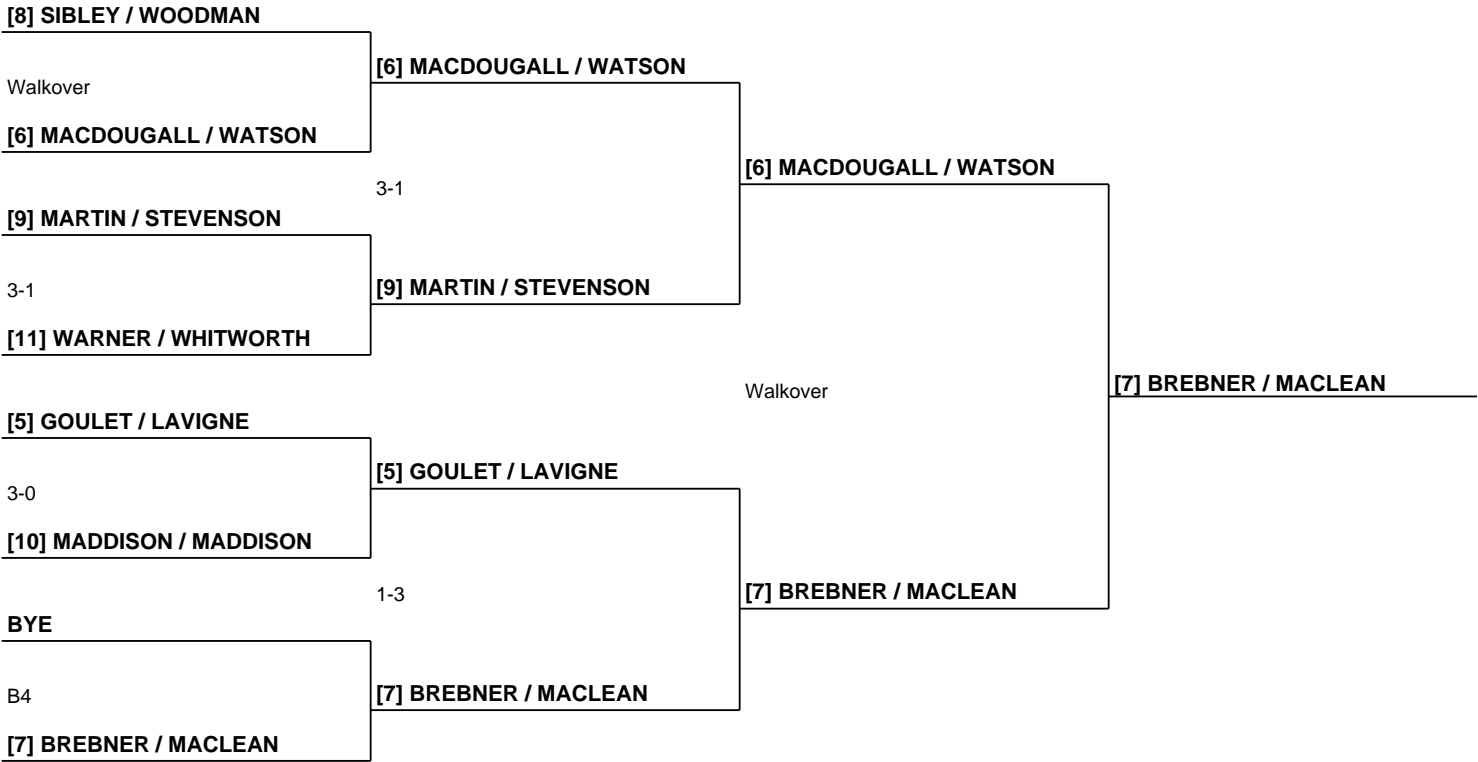 [8] SIBLEY / WOODMAN
[6] MACDOUGALL / WATSON
Walkover
[6] MACDOUGALL / WATSON
[6] MACDOUGALL / WATSON
3-1
[9] MARTIN / STEVENSON
[9] MARTIN / STEVENSON
3-1
[11] WARNER / WHITWORTH
[7] BREBNER / MACLEAN
Walkover
[5] GOULET / LAVIGNE
[5] GOULET / LAVIGNE
3-0
[10] MADDISON / MADDISON
[7] BREBNER / MACLEAN
1-3
BYE
[7] BREBNER / MACLEAN
B4
[7] BREBNER / MACLEAN